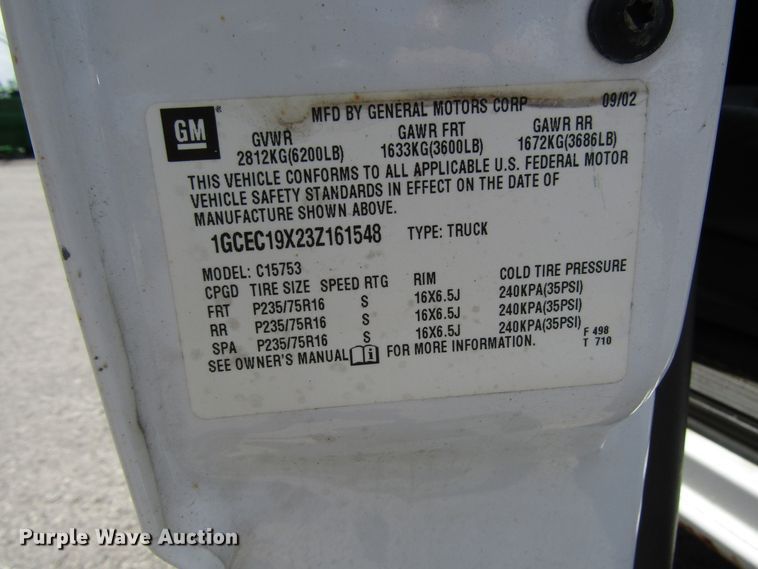 GM
MFD BY GENERAL MOTORS CORP 09/02
GVWR GAWR FRT GAWR RR
2812KG(6200LB) 1633KG(3600LB) 1672KG(3686LB)
THIS VEHICLE CONFORMS TO ALL APPLICABLE U.S. FEDERAL MOTOR
VEHICLE SAFETY STANDARDS IN EFFECT ON THE DATE OF
MANUFACTURE SHOWN ABOVE.
1GCEC19X23Z161548 TYPE: TRUCK
MODEL: C15753
CPGD TIRE SIZE SPEED RTG RIM COLD TIRE PRESSURE
FRT P235/75R16 S 16X6.5J 240KPA(35PSI)
RR P235/75R16 S 16X6.5J 240KPA(35PSI)
SPA P235/75R16 S 16X6.5J 240KPA(35PSI)
SEE OWNER'S MANUAL i FOR MORE INFORMATION.
F 498
T 710
Purple Wave Auction